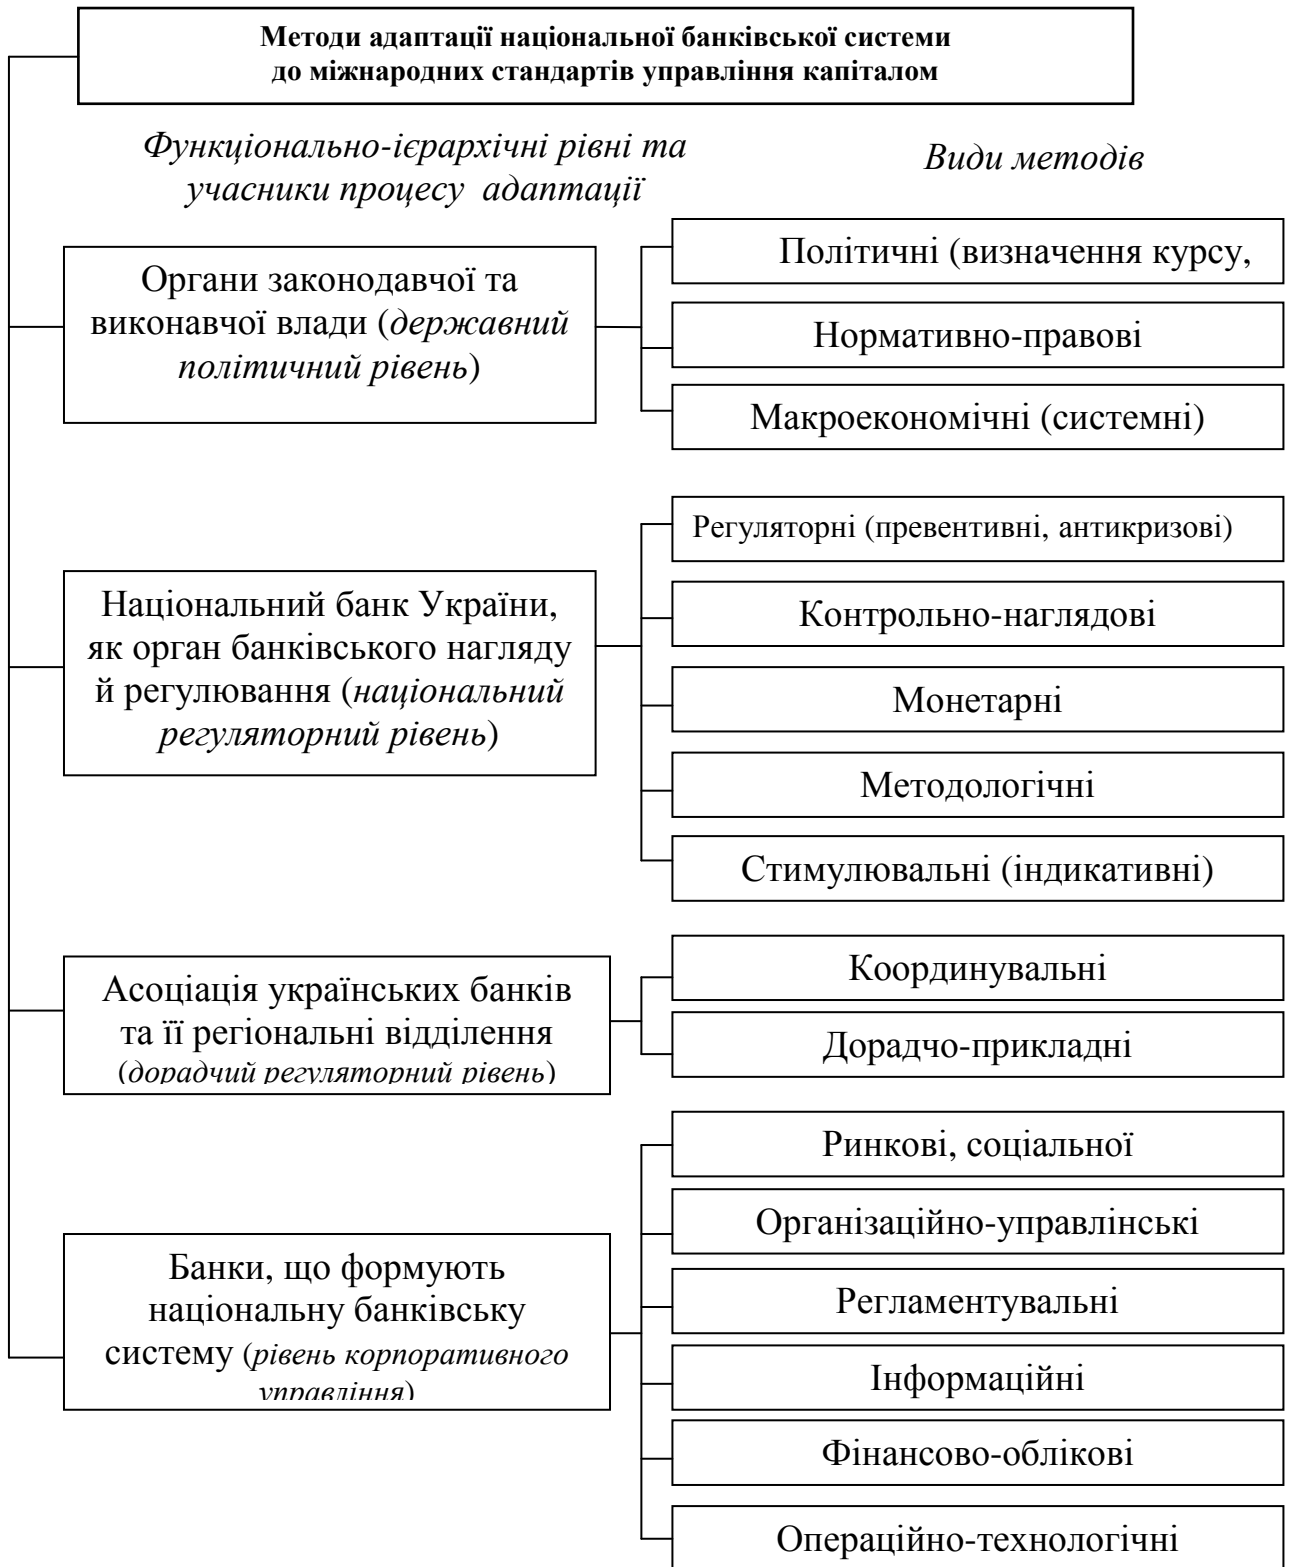 Методи адаптації національної банківської системи
до міжнародних стандартів управління капіталом
Функціонально-ієрархічні рівні та
учасники процесу адаптації
Види методів
Органи законодавчої та
виконавчої влади (державний
політичний рівень)
Політичні (визначення курсу,
Нормативно-правові
Макроекономічні (системні)
Національний банк України,
як орган банківського нагляду
й регулювання (національний
регуляторний рівень)
Регуляторні (превентивні, антикризові)
Контрольно-наглядові
Монетарні
Методологічні
Стимулювальні (індикативні)
Асоціація українських банків
та її регіональні відділення
(дорадчий регуляторний рівень)
Координувальні
Дорадчо-прикладні
Банки, що формують
національну банківську
систему (рівень корпоративного
управління)
Ринкові, соціальної
Організаційно-управлінські
Регламентувальні
Інформаційні
Фінансово-облікові
Операційно-технологічні